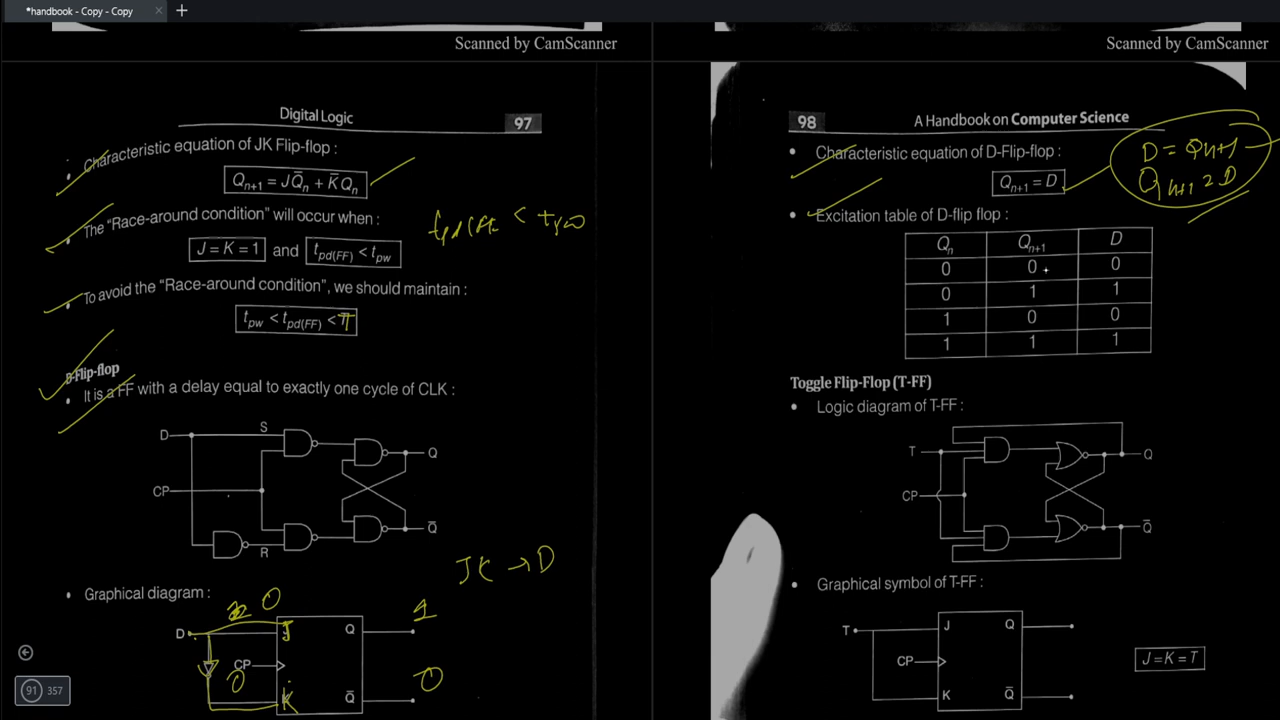 *handbook - Copy - Copy
Scanned by CamScanner
Digital Logic
97
Characteristic equation of JK Flip-flop :
Qn+1 = JQ̄n + K̄Qn
The "Race-around condition" will occur when :
J = K = 1 and tpd(FF) < tpw
To avoid the "Race-around condition", we should maintain :
tpw < tpd(FF) < T
D-Flip-flop
• It is a FF with a delay equal to exactly one cycle of CLK :
D
S
Q
CP
R
Q̄
JK → D
• Graphical diagram :
0
1
D
J
Q
CP
0
0
K
Q̄
91 357
Scanned by CamScanner
98
A Handbook on Computer Science
• Characteristic equation of D-Flip-flop :
Qn+1 = D
D = Qn+1
Qn+1 = D
• Excitation table of D-flip flop :
Qn Qn+1 D
0 0 0
0 1 1
1 0 0
1 1 1
Toggle Flip-Flop (T-FF)
• Logic diagram of T-FF :
T
Q
CP
Q̄
• Graphical symbol of T-FF :
T
J
Q
CP
K
Q̄
J = K = T